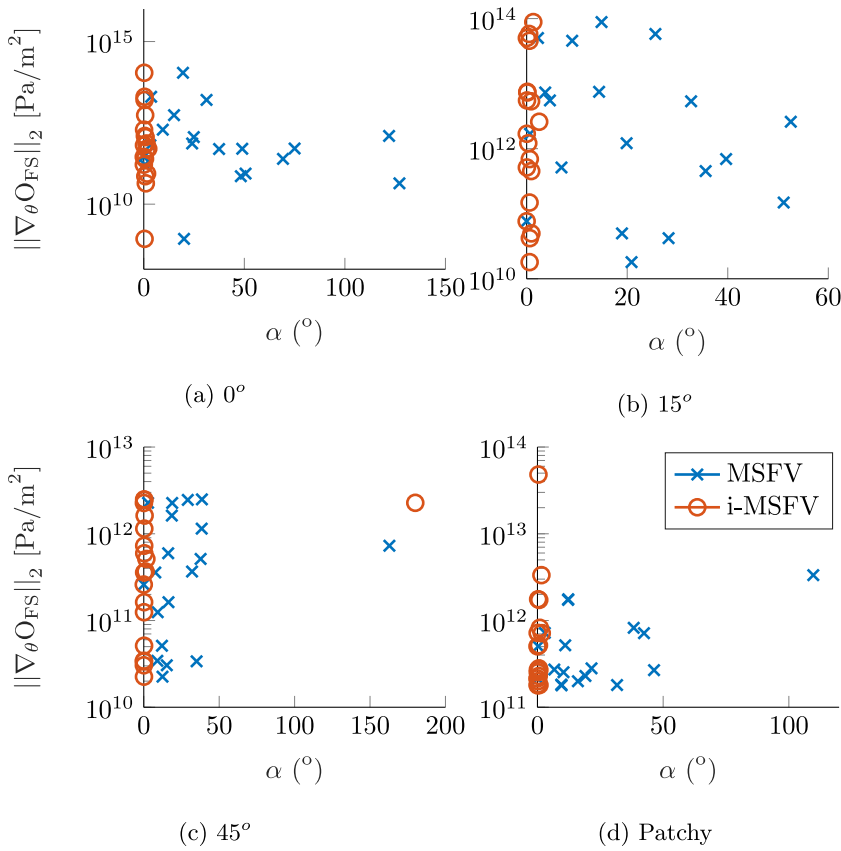 10^15
10^10
||∇_θ O_FS||_2 [Pa/m^2]
0 50 100 150
α (°)
(a) 0^o
10^14
10^12
10^10
0 20 40 60
α (°)
(b) 15^o
10^13
10^12
10^11
10^10
||∇_θ O_FS||_2 [Pa/m^2]
0 50 100 150 200
α (°)
(c) 45^o
10^14
10^13
10^12
10^11
MSFV
i-MSFV
0 50 100
α (°)
(d) Patchy